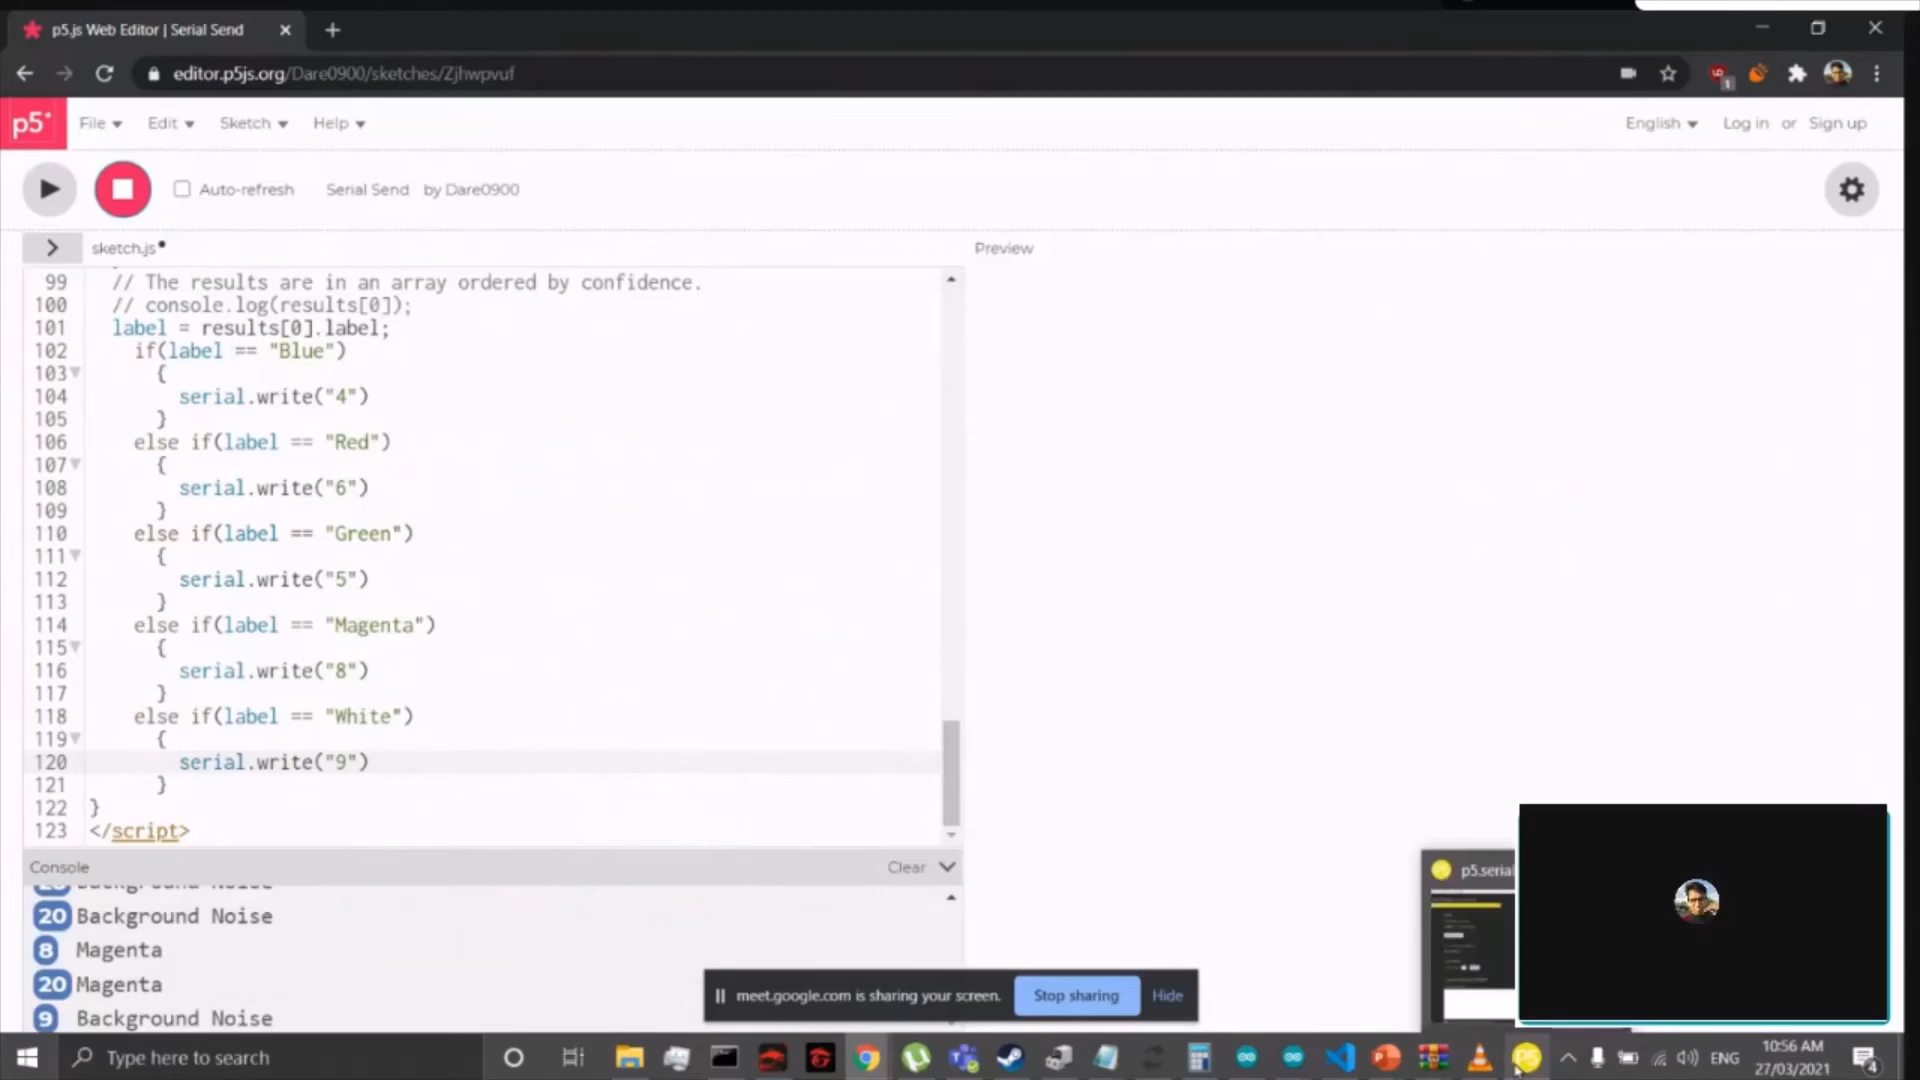 p5.js Web Editor | Serial Send
editor.p5js.org/Dare0900/sketches/Zjhwpvuf
1
p5*
File Edit Sketch Help
English Log in or Sign up
Auto-refresh Serial Send by Dare0900
sketch.js
Preview
99 // The results are in an array ordered by confidence.
100 // console.log(results[0]);
101 label = results[0].label;
102 if(label == "Blue")
103 {
104 serial.write("4")
105 }
106 else if(label == "Red")
107 {
108 serial.write("6")
109 }
110 else if(label == "Green")
111 {
112 serial.write("5")
113 }
114 else if(label == "Magenta")
115 {
116 serial.write("8")
117 }
118 else if(label == "White")
119 {
120 serial.write("9")
121 }
122 }
123 </script>
Console
Clear
Background Noise
20 Background Noise
8 Magenta
20 Magenta
9 Background Noise
p5.serial
meet.google.com is sharing your screen. Stop sharing Hide
Type here to search
P5
ENG
10:56 AM
27/03/2021
4